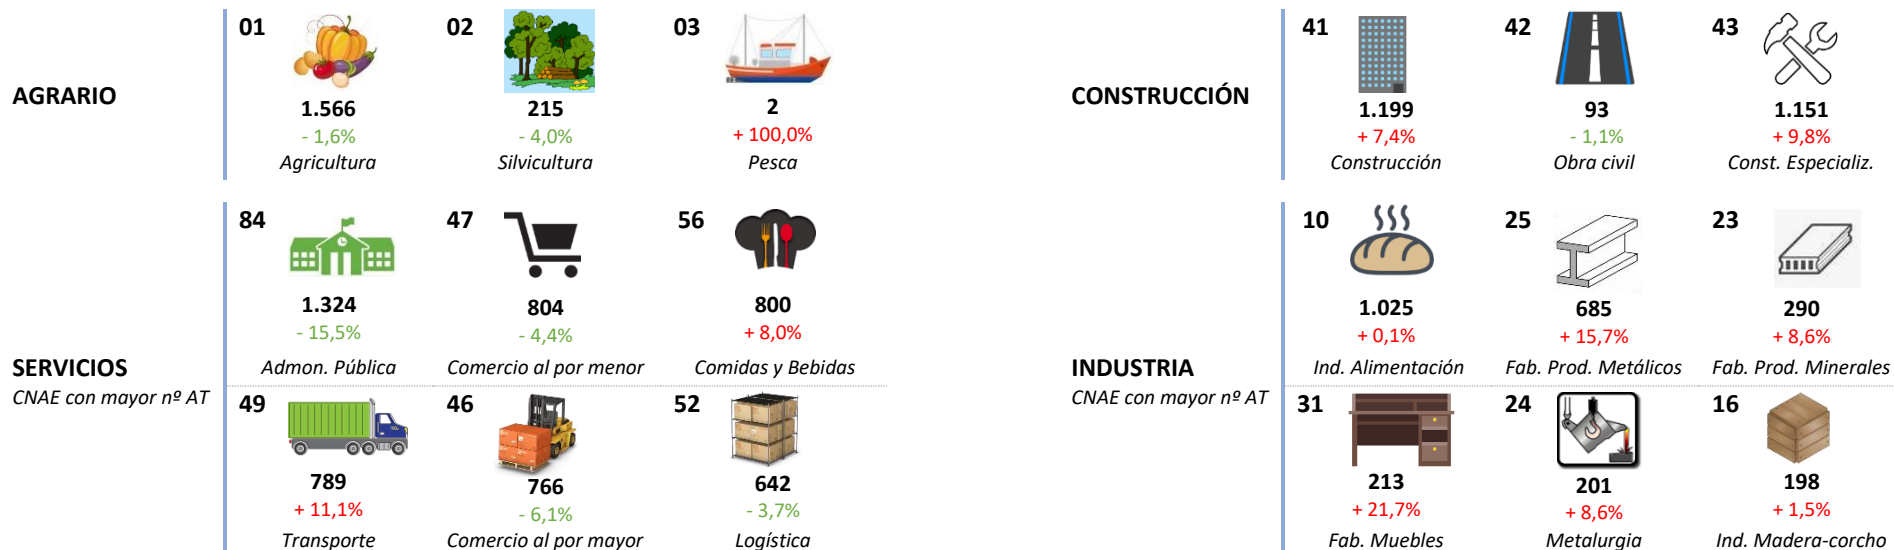 AGRARIO
01
1.566
- 1,6%
Agricultura
02
215
- 4,0%
Silvicultura
03
2
+ 100,0%
Pesca
CONSTRUCCIÓN
41
1.199
+ 7,4%
Construcción
42
93
- 1,1%
Obra civil
43
1.151
+ 9,8%
Const. Especializ.
SERVICIOS
CNAE con mayor nº AT
84
1.324
- 15,5%
Admon. Pública
47
804
- 4,4%
Comercio al por menor
56
800
+ 8,0%
Comidas y Bebidas
49
789
+ 11,1%
Transporte
46
766
- 6,1%
Comercio al por mayor
52
642
- 3,7%
Logística
INDUSTRIA
CNAE con mayor nº AT
10
1.025
+ 0,1%
Ind. Alimentación
25
685
+ 15,7%
Fab. Prod. Metálicos
23
290
+ 8,6%
Fab. Prod. Minerales
31
213
+ 21,7%
Fab. Muebles
24
201
+ 8,6%
Metalurgia
16
198
+ 1,5%
Ind. Madera-corcho